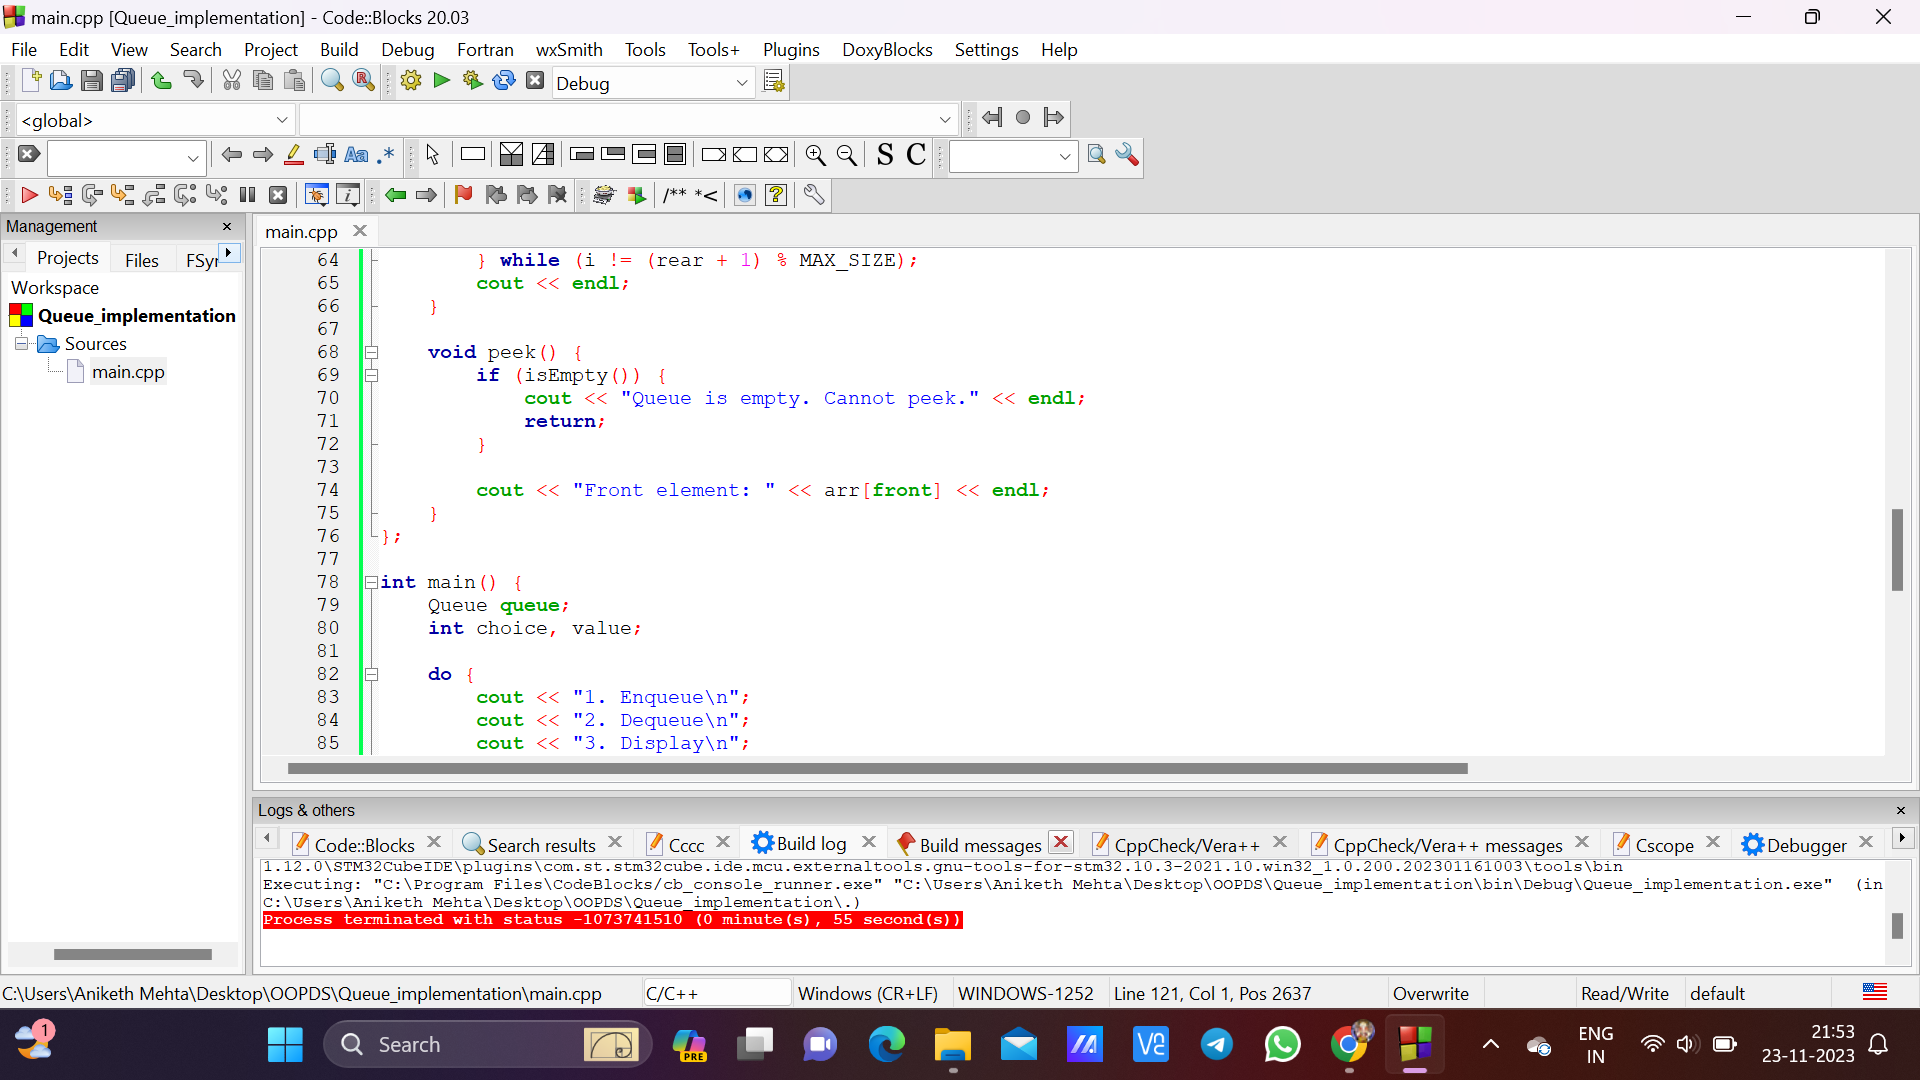 main.cpp [Queue_implementation] - Code::Blocks 20.03
File Edit View Search Project Build Debug Fortran wxSmith Tools Tools+ Plugins DoxyBlocks Settings Help
Debug
<global>
Aa .* S C
/** *<
Management
Projects Files FSyr
Workspace
Queue_implementation
Sources
main.cpp
main.cpp
64 } while (i != (rear + 1) % MAX_SIZE);
65 cout << endl;
66 }
67
68 void peek() {
69 if (isEmpty()) {
70 cout << "Queue is empty. Cannot peek." << endl;
71 return;
72 }
73
74 cout << "Front element: " << arr[front] << endl;
75 }
76 };
77
78 int main() {
79 Queue queue;
80 int choice, value;
81
82 do {
83 cout << "1. Enqueue\n";
84 cout << "2. Dequeue\n";
85 cout << "3. Display\n";
Logs & others
Code::Blocks Search results Cccc Build log Build messages CppCheck/Vera++ CppCheck/Vera++ messages Cscope Debugger
1.12.0\STM32CubeIDE\plugins\com.st.stm32cube.ide.mcu.externaltools.gnu-tools-for-stm32.10.3-2021.10.win32_1.0.200.202301161003\tools\bin
Executing: "C:\Program Files\CodeBlocks/cb_console_runner.exe" "C:\Users\Aniketh Mehta\Desktop\OOPDS\Queue_implementation\bin\Debug\Queue_implementation.exe" (in
C:\Users\Aniketh Mehta\Desktop\OOPDS\Queue_implementation\.)
Process terminated with status -1073741510 (0 minute(s), 55 second(s))
C:\Users\Aniketh Mehta\Desktop\OOPDS\Queue_implementation\main.cpp C/C++ Windows (CR+LF) WINDOWS-1252 Line 121, Col 1, Pos 2637 Overwrite Read/Write default
1
Search
PRE
ENG
IN
21:53
23-11-2023